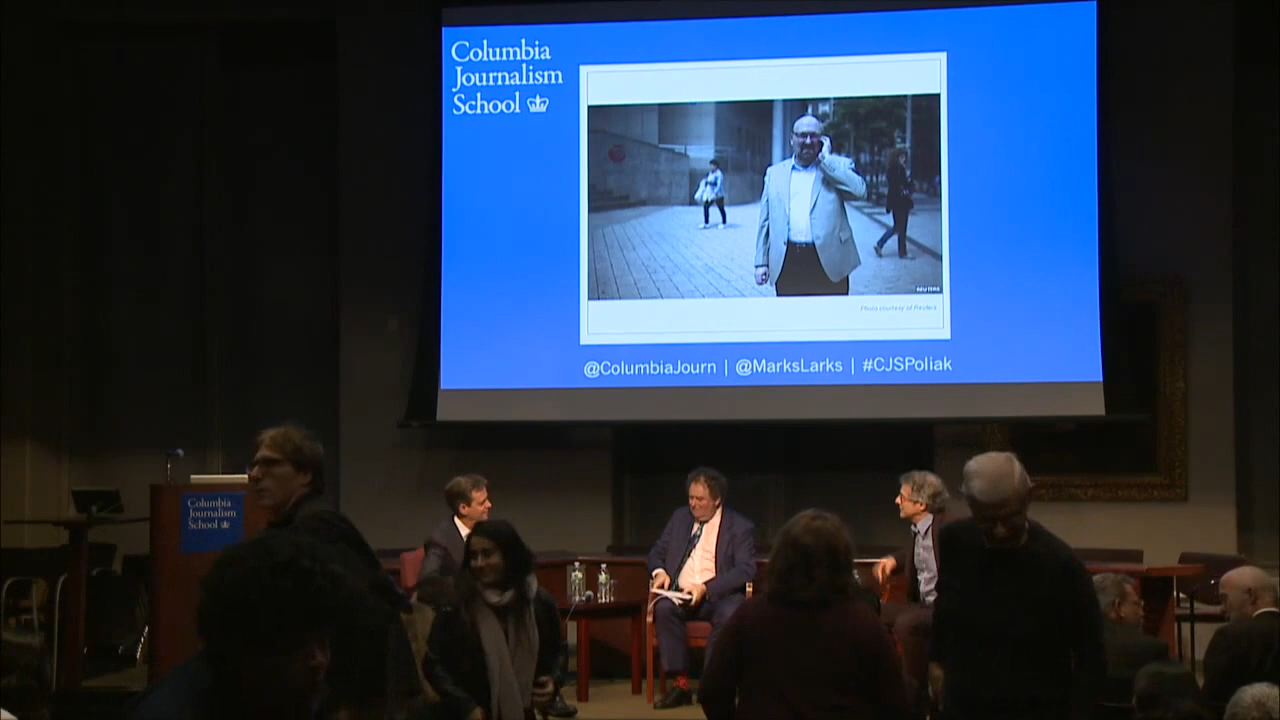 Columbia
Journalism
School
REUTERS
Photo courtesy of Reuters
@ColumbiaJourn | @MarksLarks | #CJSPoliak
Columbia
Journalism
School